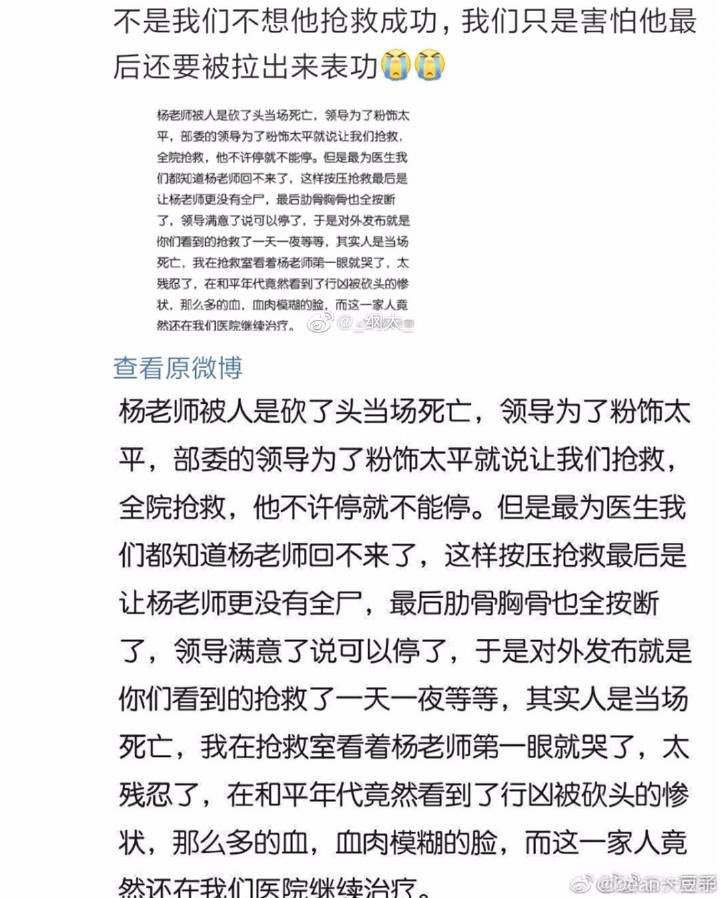 不是我们不想他抢救成功，我们只是害怕他最
后还要被拉出来表功😭😭
杨老师被人是砍了头当场死亡，领导为了粉饰太
平，部委的领导为了粉饰太平就说让我们抢救，
全院抢救，他不许停就不能停。但是最为医生我
们都知道杨老师回不来了，这样按压抢救最后是
让杨老师更没有全尸，最后肋骨胸骨也全按断
了，领导满意了说可以停了，于是对外发布就是
你们看到的抢救了一天一夜等等，其实人是当场
死亡，我在抢救室看着杨老师第一眼就哭了，太
残忍了，在和平年代竟然看到了行凶被砍头的惨
状，那么多的血，血肉模糊的脸，而这一家人竟
然还在我们医院继续治疗。
查看原微博
杨老师被人是砍了头当场死亡，领导为了粉饰太
平，部委的领导为了粉饰太平就说让我们抢救，
全院抢救，他不许停就不能停。但是最为医生我
们都知道杨老师回不来了，这样按压抢救最后是
让杨老师更没有全尸，最后肋骨胸骨也全按断
了，领导满意了说可以停了，于是对外发布就是
你们看到的抢救了一天一夜等等，其实人是当场
死亡，我在抢救室看着杨老师第一眼就哭了，太
残忍了，在和平年代竟然看到了行凶被砍头的惨
状，那么多的血，血肉模糊的脸，而这一家人竟
然还在我们医院继续治疗。